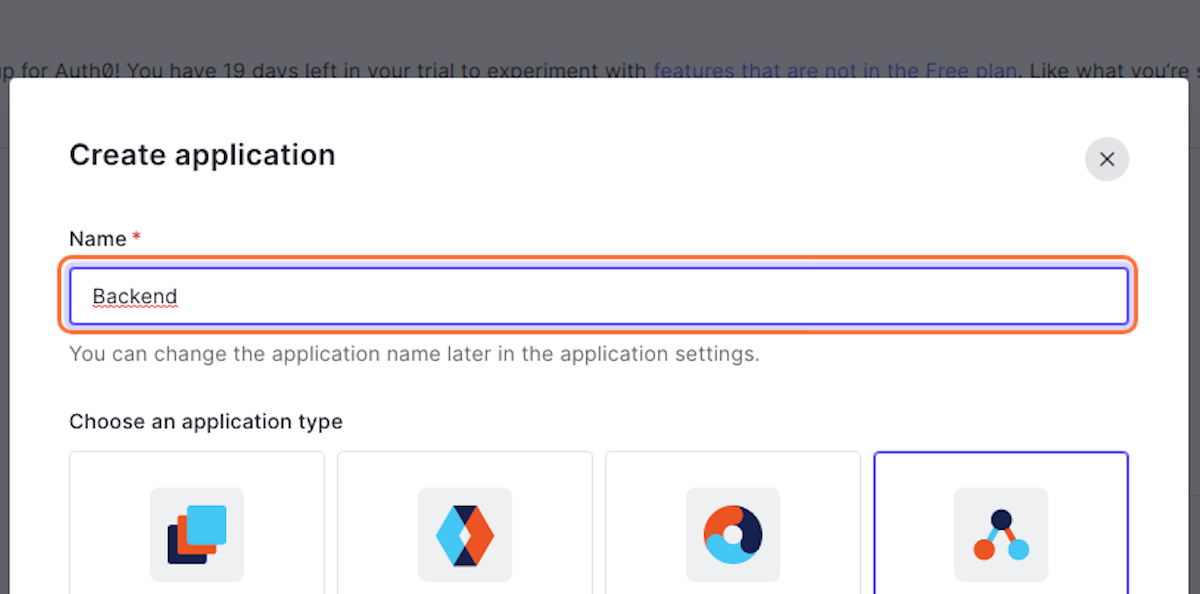 up for Auth0! You have 19 days left in your trial to experiment with features that are not in the Free plan. Like what you're
Create application
Name *
Backend
You can change the application name later in the application settings.
Choose an application type